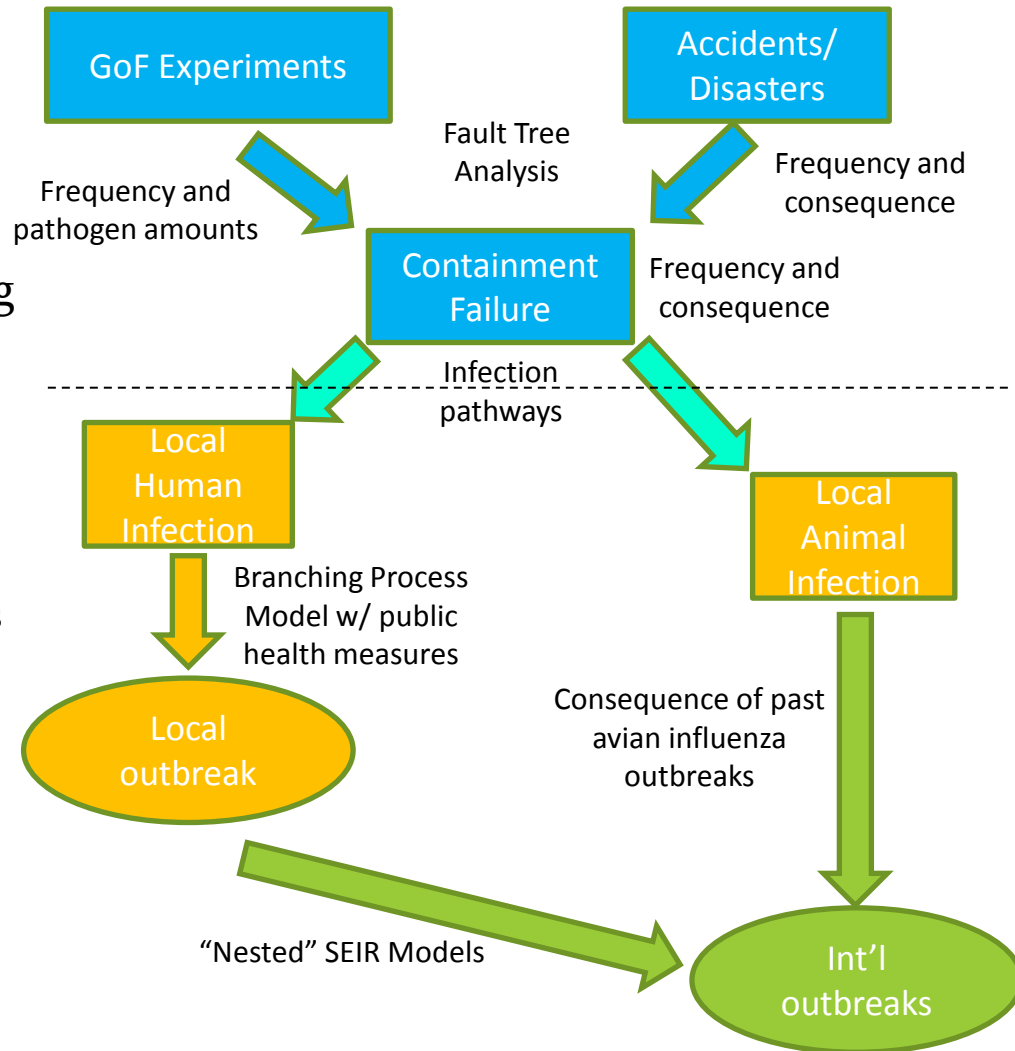 GoF Experiments
Accidents/
Disasters
Fault Tree
Analysis
Frequency and
pathogen amounts
Frequency and
consequence
g
Containment
Failure
Frequency and
consequence
Infection
pathways
Local
Human
Infection
Local
Animal
Infection
s
Branching Process
Model w/ public
health measures
Local
outbreak
Consequence of past
avian influenza
outbreaks
“Nested” SEIR Models
Int’l
outbreaks